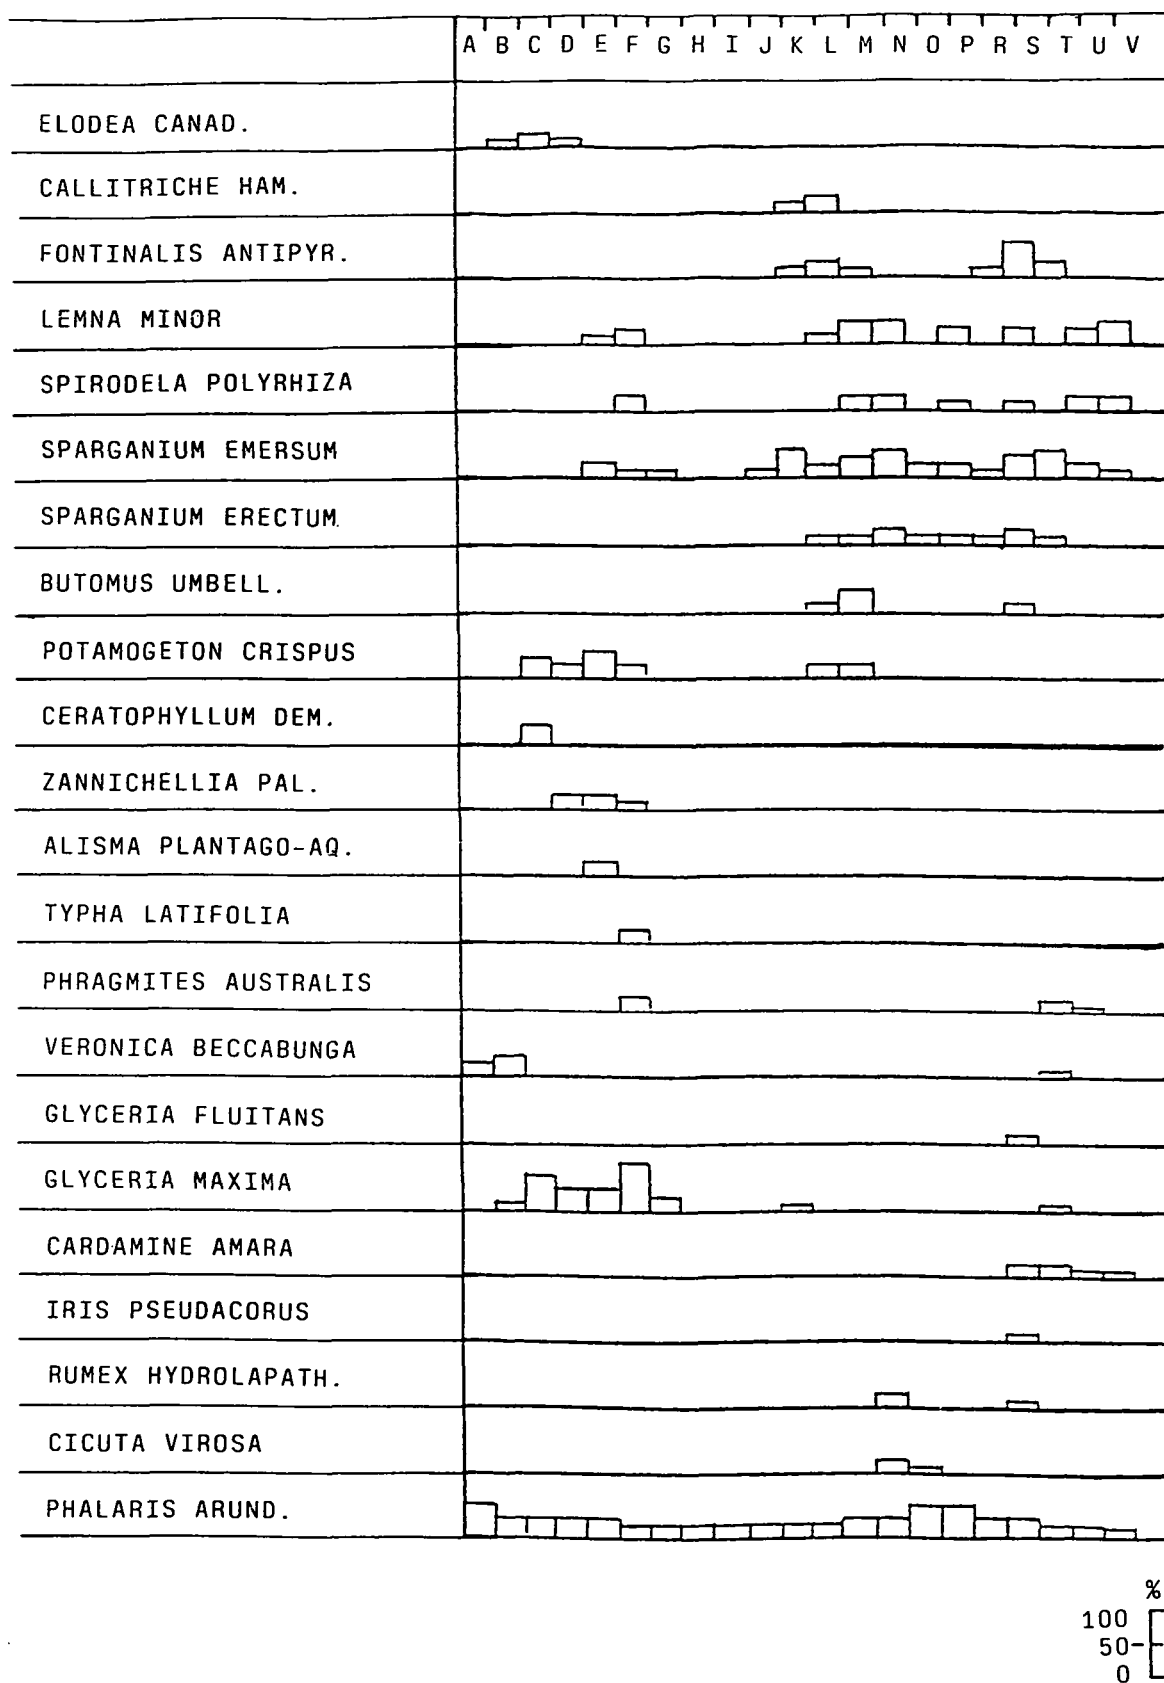 A B C D E F G H I J K L M N O P R S T U V
ELODEA CANAD.
CALLITRICHE HAM.
FONTINALIS ANTIPYR.
LEMNA MINOR
SPIRODELA POLYRHIZA
SPARGANIUM EMERSUM
SPARGANIUM ERECTUM.
BUTOMUS UMBELL.
POTAMOGETON CRISPUS
CERATOPHYLLUM DEM.
ZANNICHELLIA PAL.
ALISMA PLANTAGO-AQ.
TYPHA LATIFOLIA
PHRAGMITES AUSTRALIS
VERONICA BECCABUNGA
GLYCERIA FLUITANS
GLYCERIA MAXIMA
CARDAMINE AMARA
IRIS PSEUDACORUS
RUMEX HYDROLAPATH.
CICUTA VIROSA
PHALARIS ARUND.
%
100
50-
0